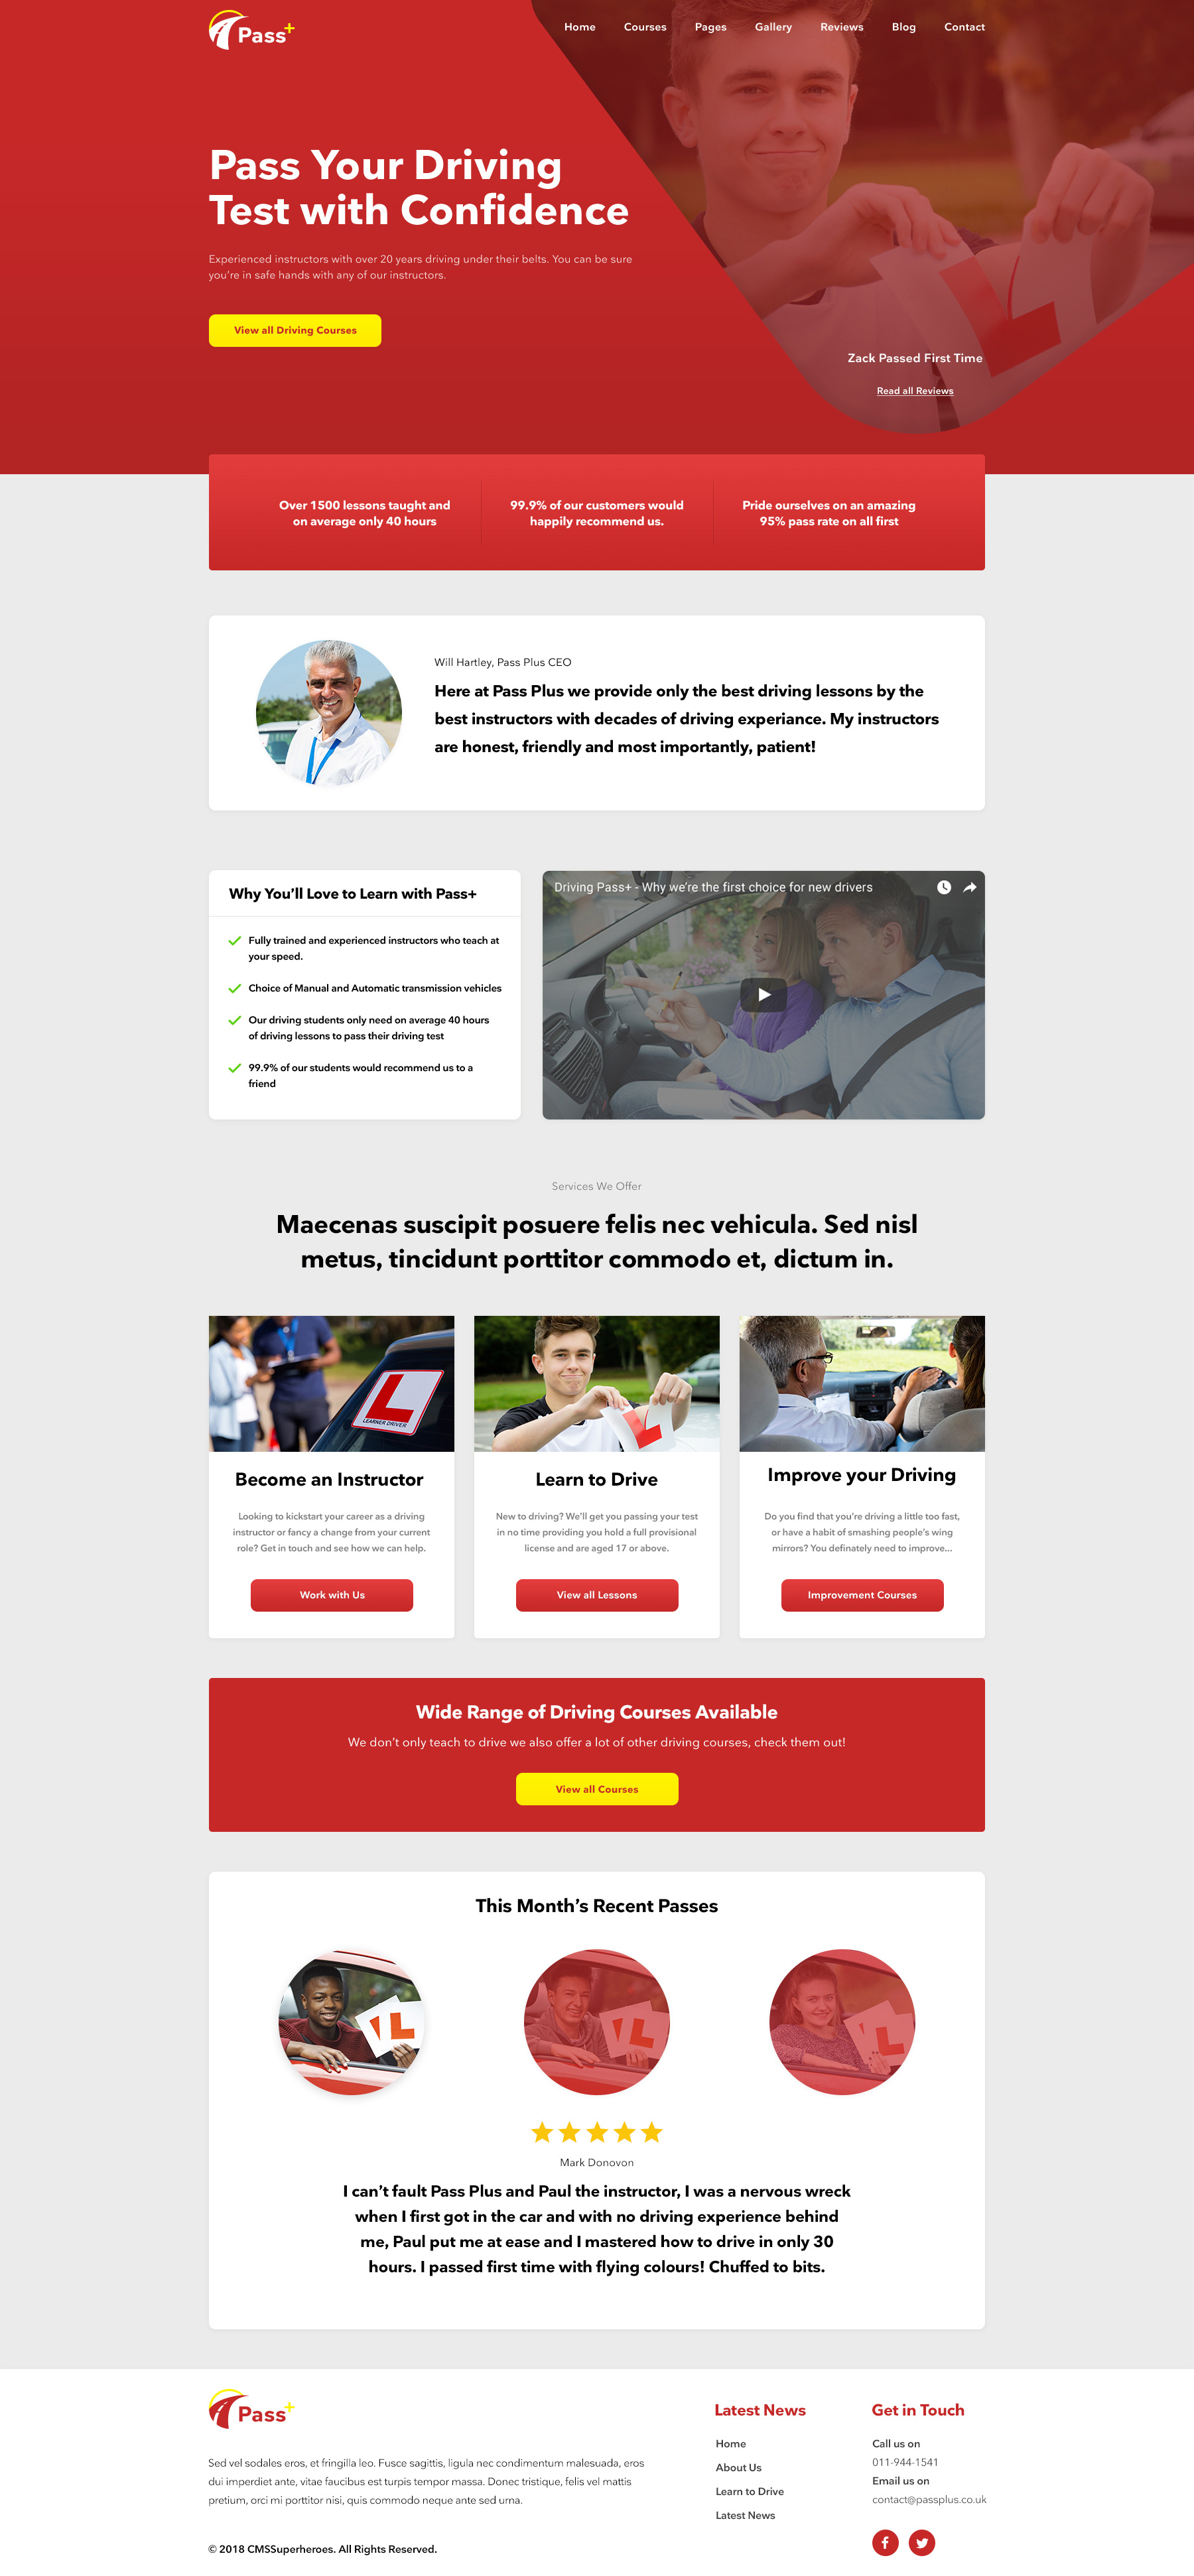 Pass+
Home Courses Pages Gallery Reviews Blog Contact
Pass Your Driving
Test with Confidence
Experienced instructors with over 20 years driving under their belts. You can be sure
you're in safe hands with any of our instructors.
View all Driving Courses
Zack Passed First Time
Read all Reviews
Over 1500 lessons taught and
on average only 40 hours
99.9% of our customers would
happily recommend us.
Pride ourselves on an amazing
95% pass rate on all first
Will Hartley, Pass Plus CEO
Here at Pass Plus we provide only the best driving lessons by the
best instructors with decades of driving experiance. My instructors
are honest, friendly and most importantly, patient!
Why You'll Love to Learn with Pass+
Fully trained and experienced instructors who teach at
your speed.
Choice of Manual and Automatic transmission vehicles
Our driving students only need on average 40 hours
of driving lessons to pass their driving test
99.9% of our students would recommend us to a
friend
Driving Pass+ - Why we're the first choice for new drivers
Services We Offer
Maecenas suscipit posuere felis nec vehicula. Sed nisl
metus, tincidunt porttitor commodo et, dictum in.
L
LEARNER DRIVER
L
Become an Instructor
Looking to kickstart your career as a driving
instructor or fancy a change from your current
role? Get in touch and see how we can help.
Work with Us
Learn to Drive
New to driving? We'll get you passing your test
in no time providing you hold a full provisional
license and are aged 17 or above.
View all Lessons
Improve your Driving
Do you find that you're driving a little too fast,
or have a habit of smashing people's wing
mirrors? You definately need to improve...
Improvement Courses
Wide Range of Driving Courses Available
We don't only teach to drive we also offer a lot of other driving courses, check them out!
View all Courses
This Month's Recent Passes
L
L
L
Mark Donovon
I can't fault Pass Plus and Paul the instructor, I was a nervous wreck
when I first got in the car and with no driving experience behind
me, Paul put me at ease and I mastered how to drive in only 30
hours. I passed first time with flying colours! Chuffed to bits.
Pass+
Sed vel sodales eros, et fringilla leo. Fusce sagittis, ligula nec condimentum malesuada, eros
dui imperdiet ante, vitae faucibus est turpis tempor massa. Donec tristique, felis vel mattis
pretium, orci mi porttitor nisi, quis commodo neque ante sed urna.
© 2018 CMSSuperheroes. All Rights Reserved.
Latest News
Home
About Us
Learn to Drive
Latest News
Get in Touch
Call us on
011-944-1541
Email us on
contact@passplus.co.uk